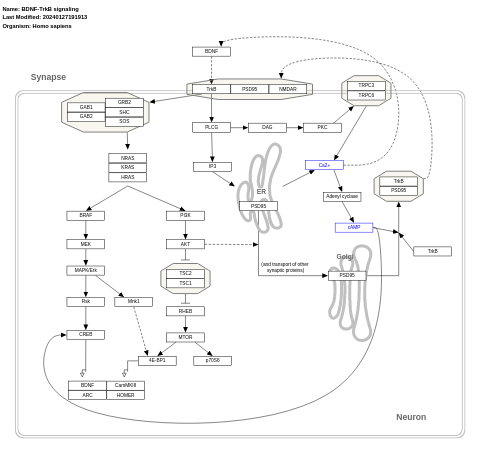 Name: BDNF-TrkB signaling
Last Modified: 20240127191913
Organism: Homo sapiens
BDNF
Synapse
TrkB
PSD95
NMDAR
TRPC3
TRPC6
GAB1
GAB2
GRB2
SHC
SOS
PLCG
DAG
PKC
NRAS
KRAS
HRAS
IP3
ER
PSD95
Ca2+
Adenyl cyclase
cAMP
TrkB
PSD95
BRAF
PI3K
MEK
AKT
TrkB
Golgi
(and transport of other
synaptic proteins)
PSD95
MAPK/Erk
TSC2
TSC1
Rsk
Mnk1
RHEB
CREB
MTOR
4E-BP1
p70S6
BDNF
CamMKIII
ARC
HOMER
Neuron